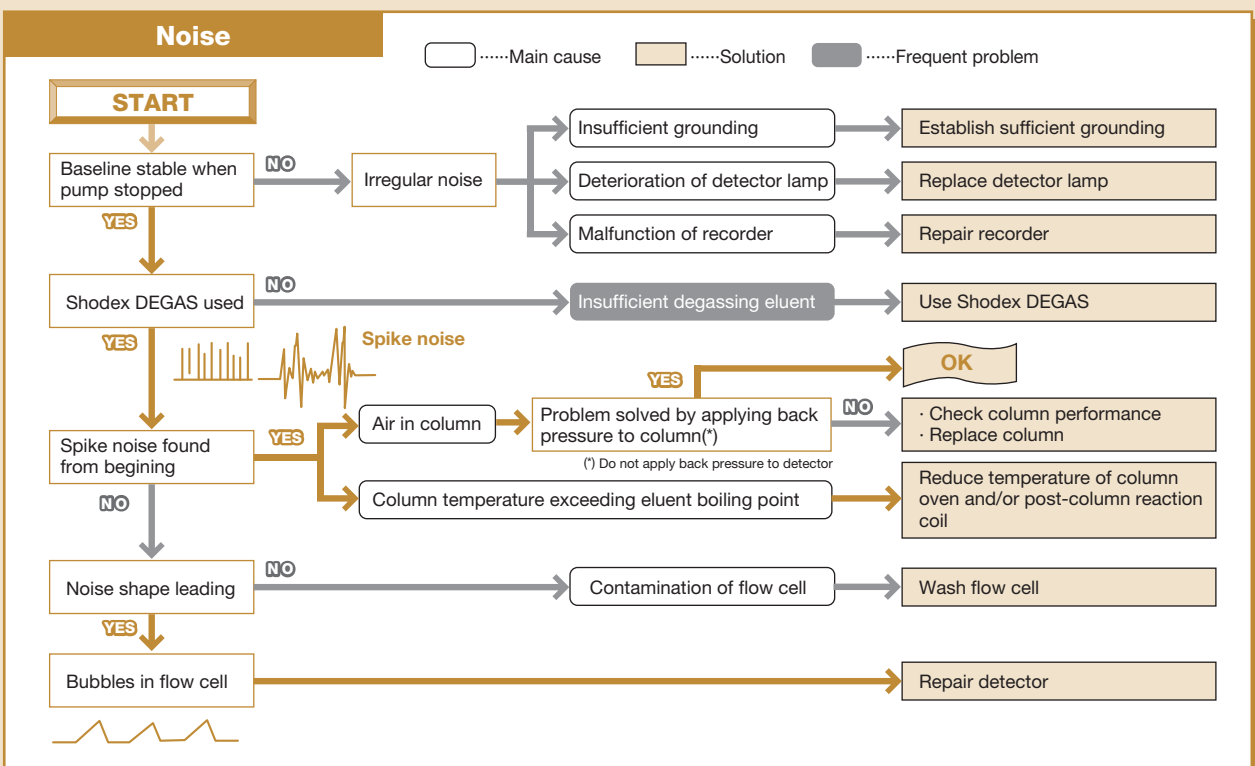 Noise
······Main cause
······Solution
······Frequent problem
START
Baseline stable when
pump stopped
NO
Irregular noise
Insufficient grounding
Establish sufficient grounding
Deterioration of detector lamp
Replace detector lamp
Malfunction of recorder
Repair recorder
YES
Shodex DEGAS used
NO
Insufficient degassing eluent
Use Shodex DEGAS
YES
Spike noise
OK
YES
Spike noise found
from begining
YES
Air in column
Problem solved by applying back
pressure to column(*)
NO
· Check column performance
· Replace column
(*) Do not apply back pressure to detector
Column temperature exceeding eluent boiling point
Reduce temperature of column
oven and/or post-column reaction
coil
NO
Noise shape leading
NO
Contamination of flow cell
Wash flow cell
YES
Bubbles in flow cell
Repair detector